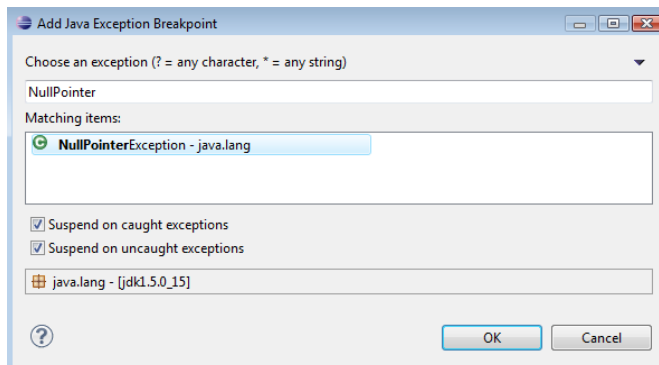 Add Java Exception Breakpoint
Choose an exception (? = any character, * = any string)
NullPointer
Matching items:
NullPointerException - java.lang
Suspend on caught exceptions
Suspend on uncaught exceptions
java.lang - [jdk1.5.0_15]
OK Cancel